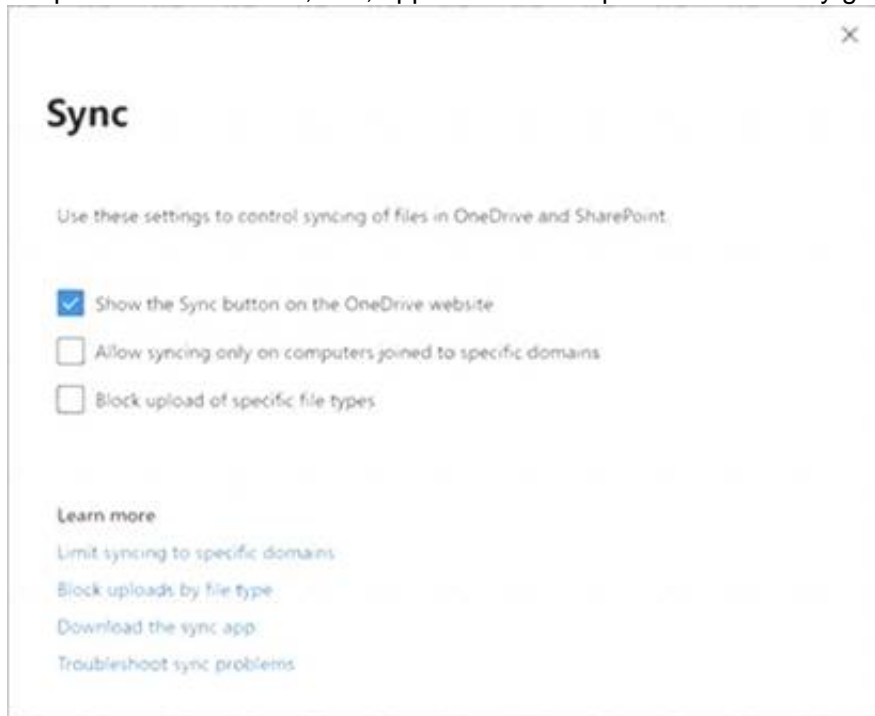 Sync
Use these settings to control syncing of files in OneDrive and SharePoint
Show the Sync button on the OneDrive website
Allow syncing only on computers joined to specific domains
Block upload of specific file types
Learn more
Limit syncing to specific domains
Block uploads by file type
Download the sync app
Troubleshoot sync problems